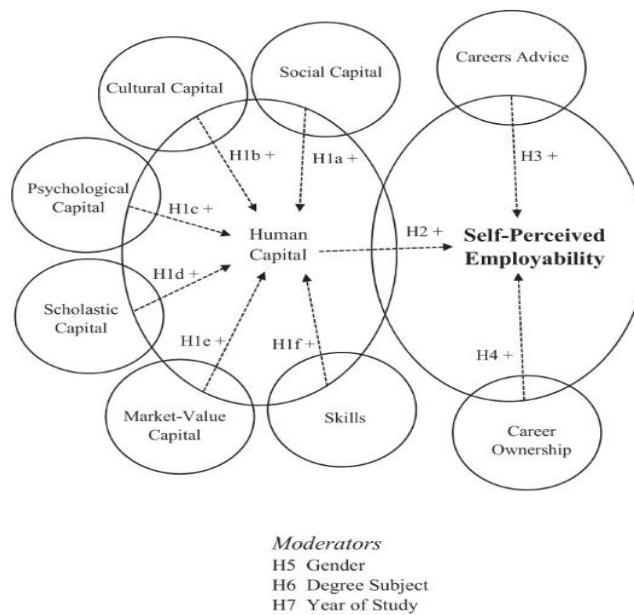 Social Capital
Careers Advice
Cultural Capital
H1b +
H1a +
H3 +
Psychological
Capital
H1c +
Human
Capital
H2 +
Self-Perceived
Employability
H1d +
Scholastic
Capital
H1e +
H1f +
H4 +
Market-Value
Capital
Skills
Career
Ownership
Moderators
H5 Gender
H6 Degree Subject
H7 Year of Study